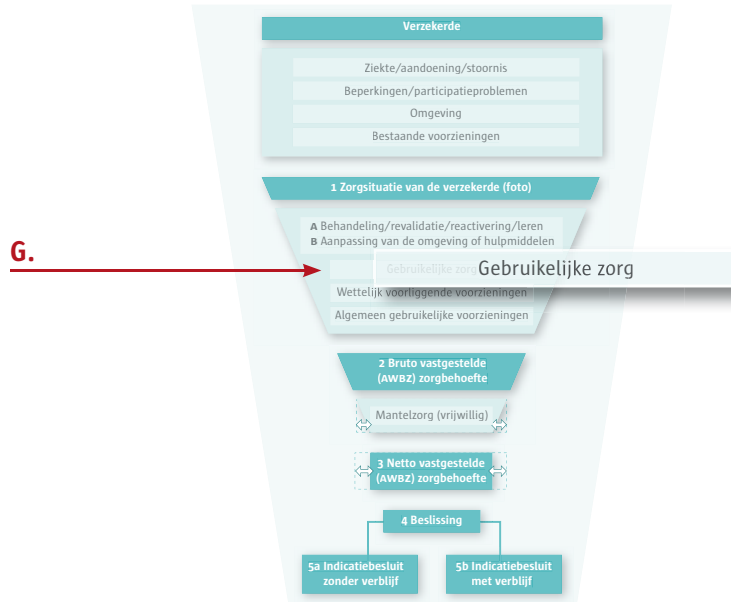 Verzekerde
Ziekte/aandoening/stoornis
Beperkingen/participatieproblemen
Omgeving
Bestaande voorzieningen
1 Zorgsituatie van de verzekerde (foto)
A Behandeling/revalidatie/reactivering/leren
B Aanpassing van de omgeving of hulpmiddelen
G.
Gebruikelijke zorg
Gebruikelijke zorg
Wettelijk voorliggende voorzieningen
Algemeen gebruikelijke voorzieningen
2 Bruto vastgestelde
(AWBZ) zorgbehoefte
Mantelzorg (vrijwillig)
3 Netto vastgestelde
(AWBZ) zorgbehoefte
4 Beslissing
5a Indicatiebesluit
zonder verblijf
5b Indicatiebesluit
met verblijf